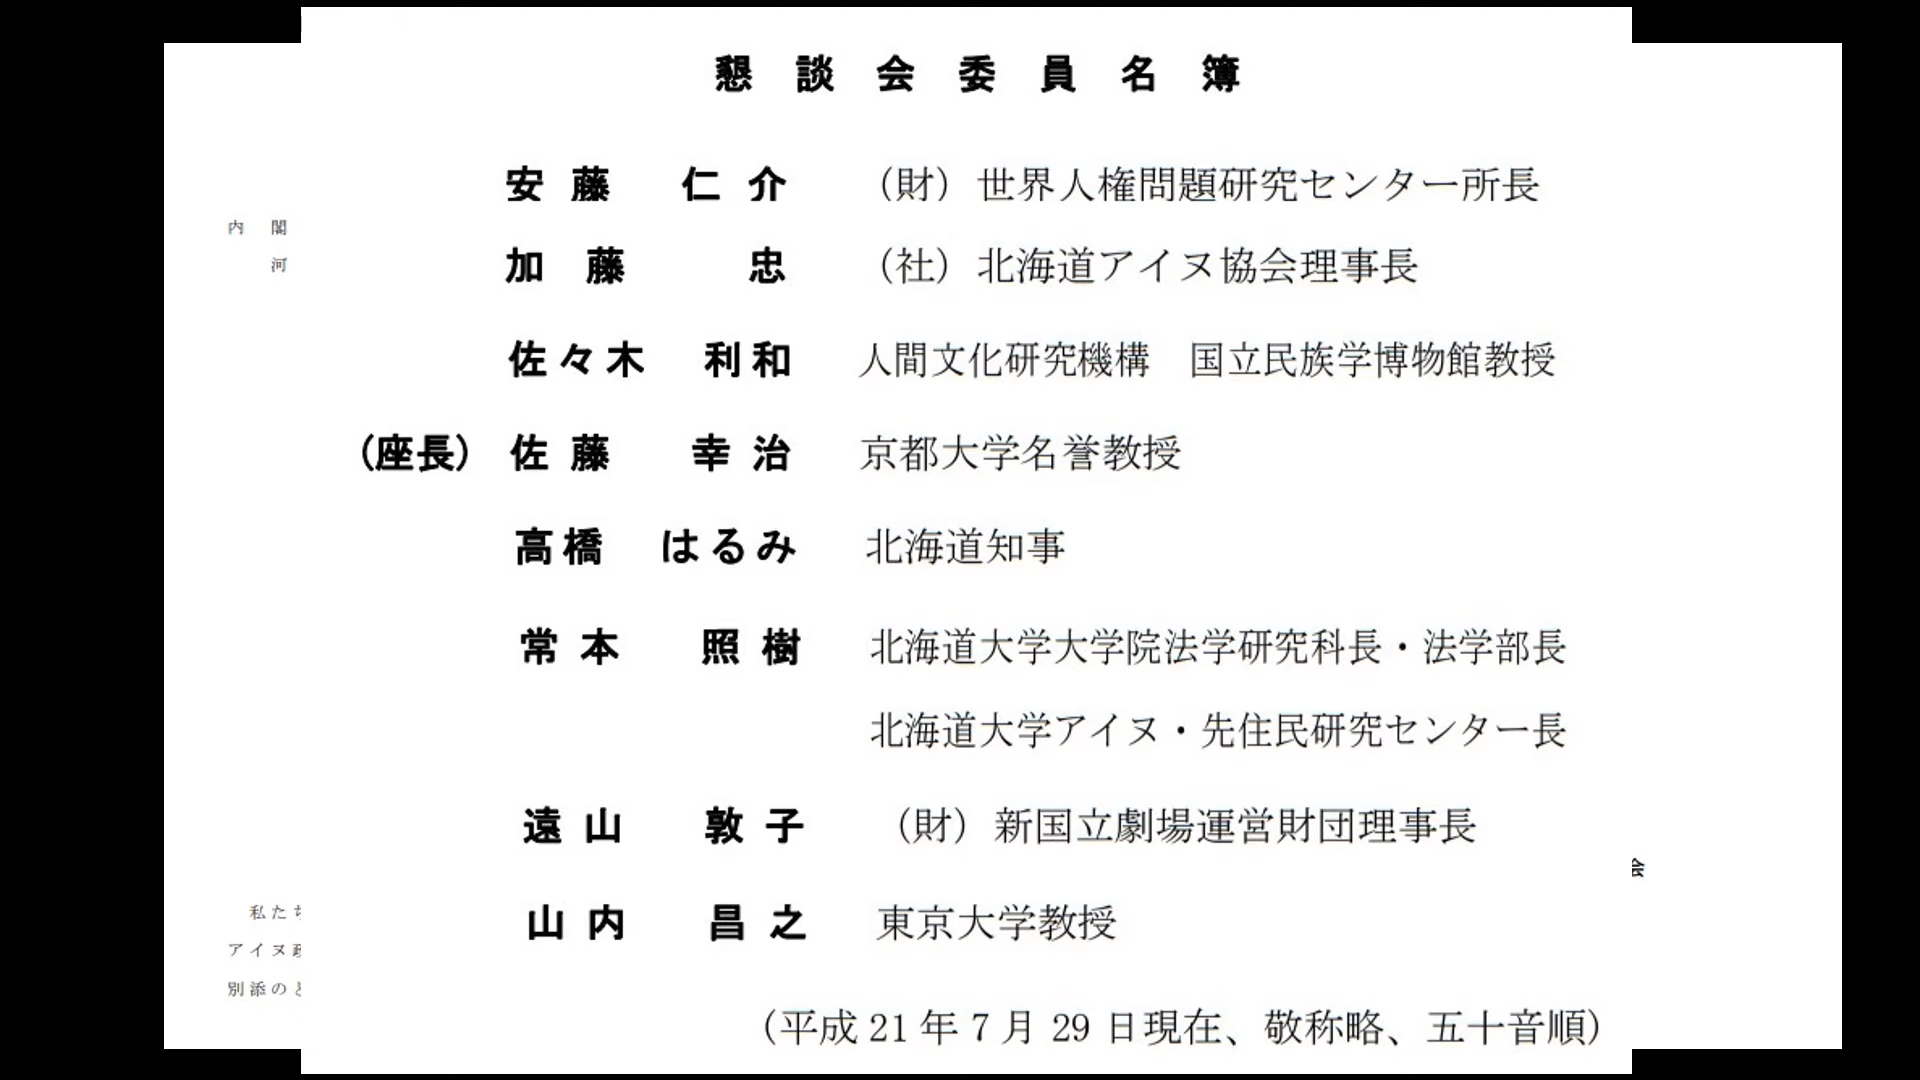 懇談会委員名簿
安藤 仁介 （財）世界人権問題研究センター所長
加藤 忠 （社）北海道アイヌ協会理事長
佐々木 利和 人間文化研究機構 国立民族学博物館教授
（座長） 佐藤 幸治 京都大学名誉教授
高橋 はるみ 北海道知事
常本 照樹 北海道大学大学院法学研究科長・法学部長
北海道大学アイヌ・先住民研究センター長
遠山 敦子 （財）新国立劇場運営財団理事長
山内 昌之 東京大学教授
（平成21年7月29日現在、敬称略、五十音順）
内閣
河
私たち
アイヌ
別添の